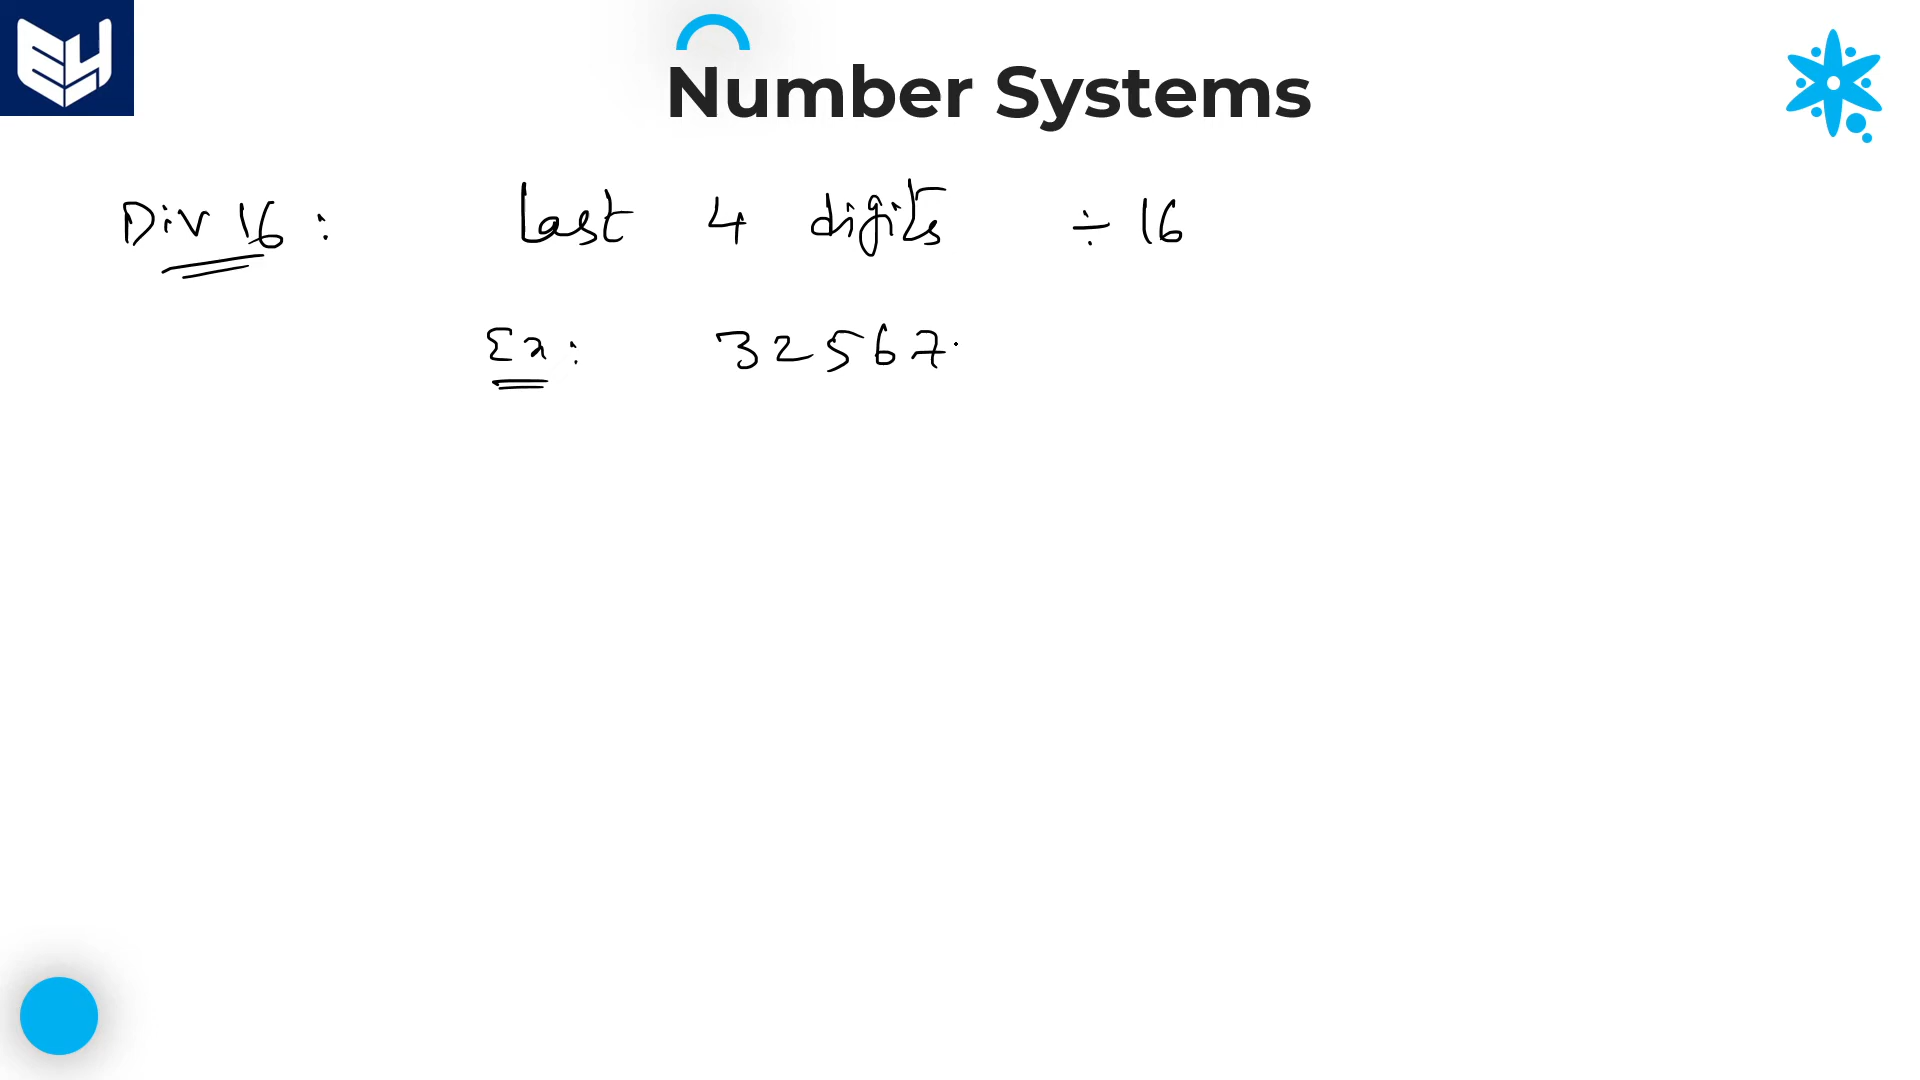 Number Systems
Div 16 : last 4 digits ÷ 16
Ex : 32567